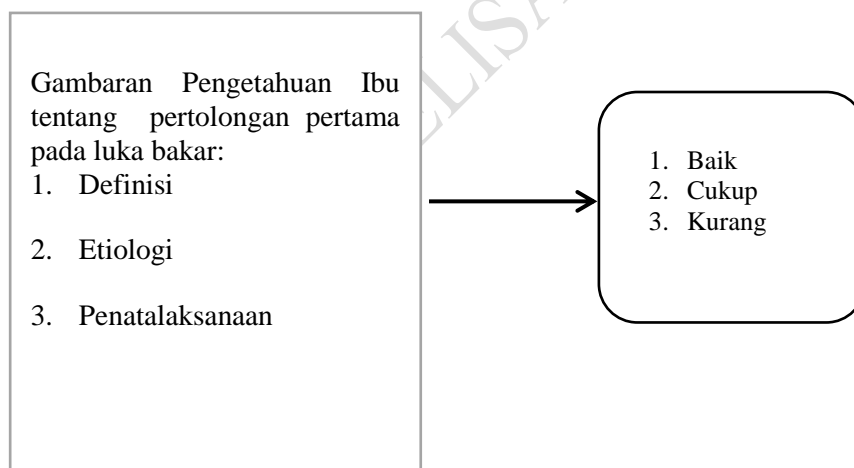 Gambaran Pengetahuan Ibu
tentang pertolongan pertama
pada luka bakar:
1. Definisi
2. Etiologi
3. Penatalaksanaan
1. Baik
2. Cukup
3. Kurang